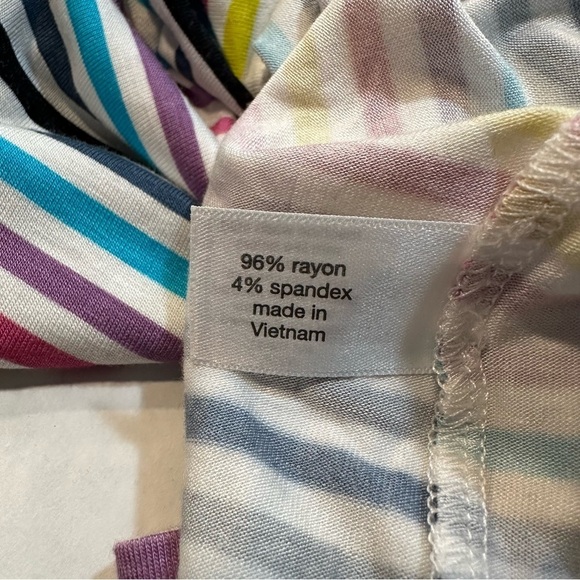 96% rayon
4% spandex
made in
Vietnam